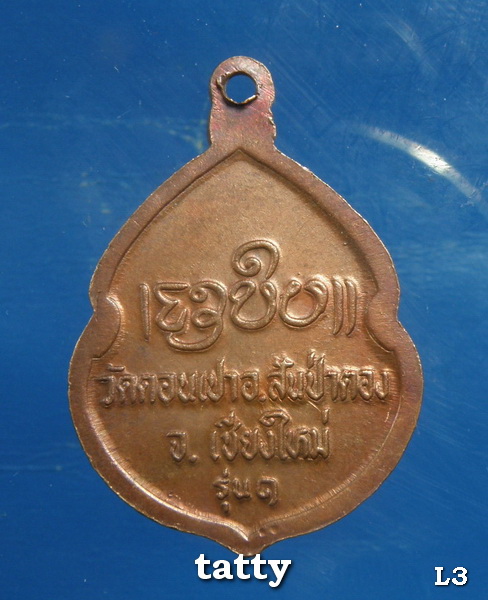 วัดดอนเปา อ.สันป่าตอง
จ. เชียงใหม่
รุ่น ๑
tatty
L3